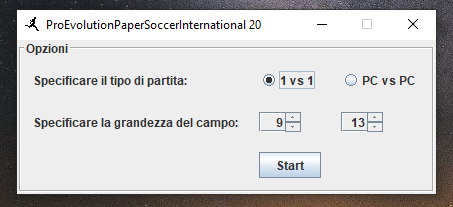 ProEvolutionPaperSoccerInternational 20
Opzioni
Specificare il tipo di partita: 1 vs 1 PC vs PC
Specificare la grandezza del campo: 9 13
Start